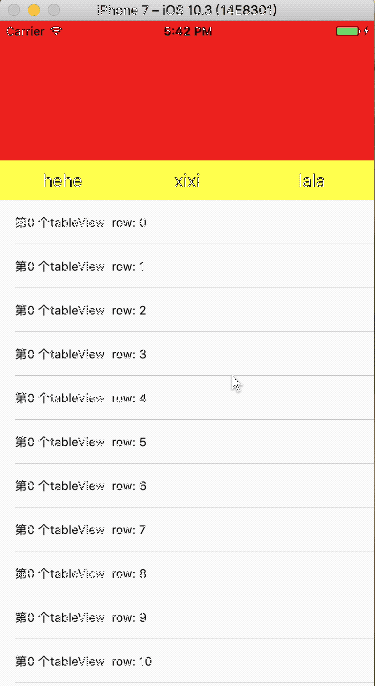 iPhone 7 – iOS 10.3 (14E8301)
Carrier 5:42 PM
hehe xixi lala
第0 个tableView row: 0
第0 个tableView row: 1
第0 个tableView row: 2
第0 个tableView row: 3
第0 个tableView row: 4
第0 个tableView row: 5
第0 个tableView row: 6
第0 个tableView row: 7
第0 个tableView row: 8
第0 个tableView row: 9
第0 个tableView row: 10